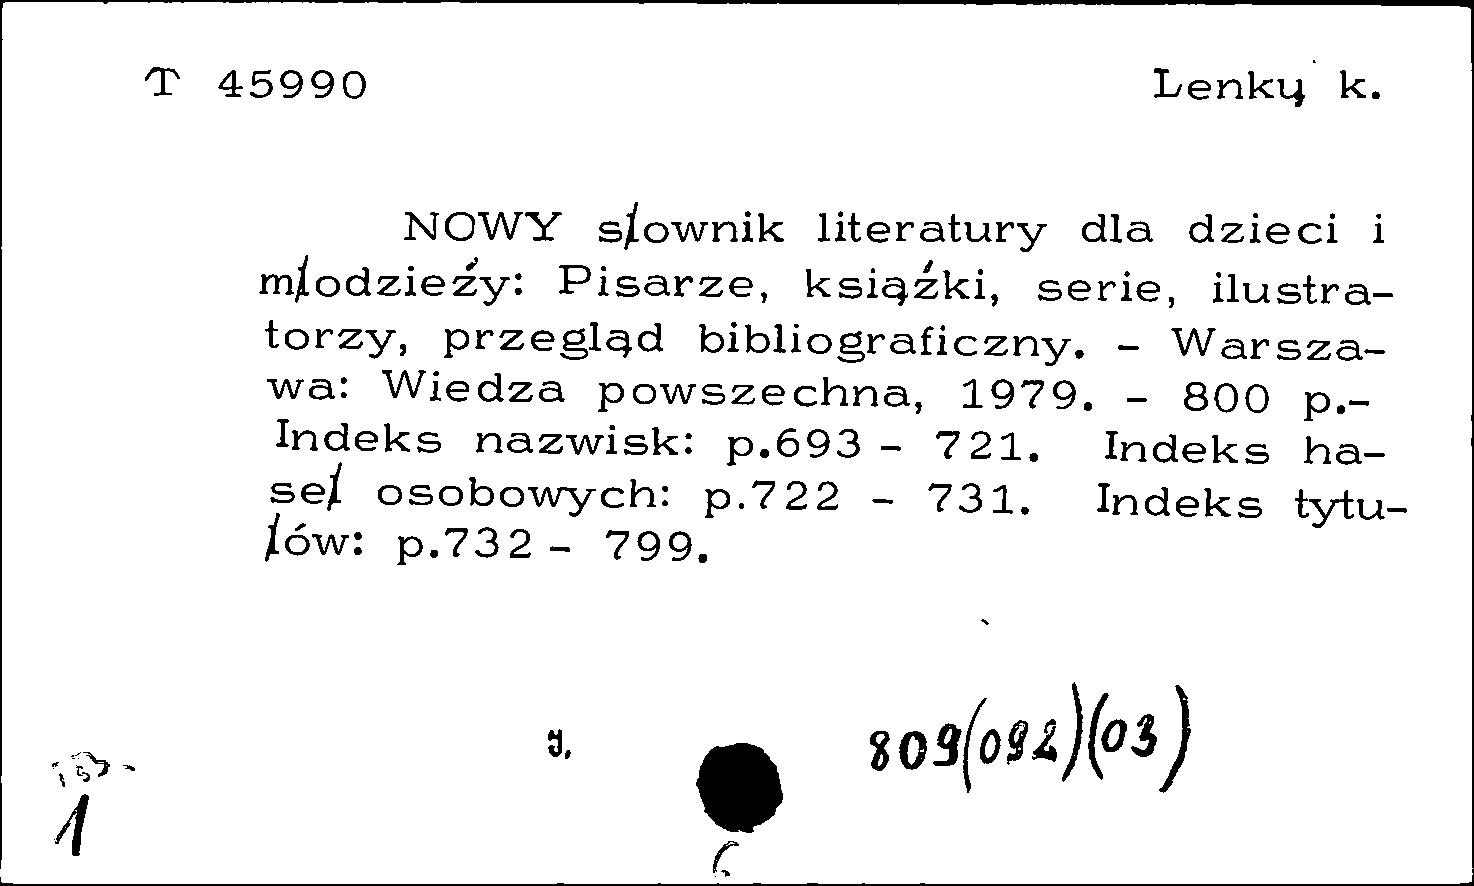 T 45990 Lenkų k.
NOWY słownik literatury dla dzieci i
młodzieży: Pisarze, książki, serie, ilustra-
torzy, przegląd bibliograficzny. - Warsza-
wa: Wiedza powszechna, 1979. - 800 p.-
Indeks nazwisk: p.693 - 721. Indeks ha-
seł osobowych: p.722 - 731. Indeks tytu-
łów: p.732 - 799.
809(092)(03)
1